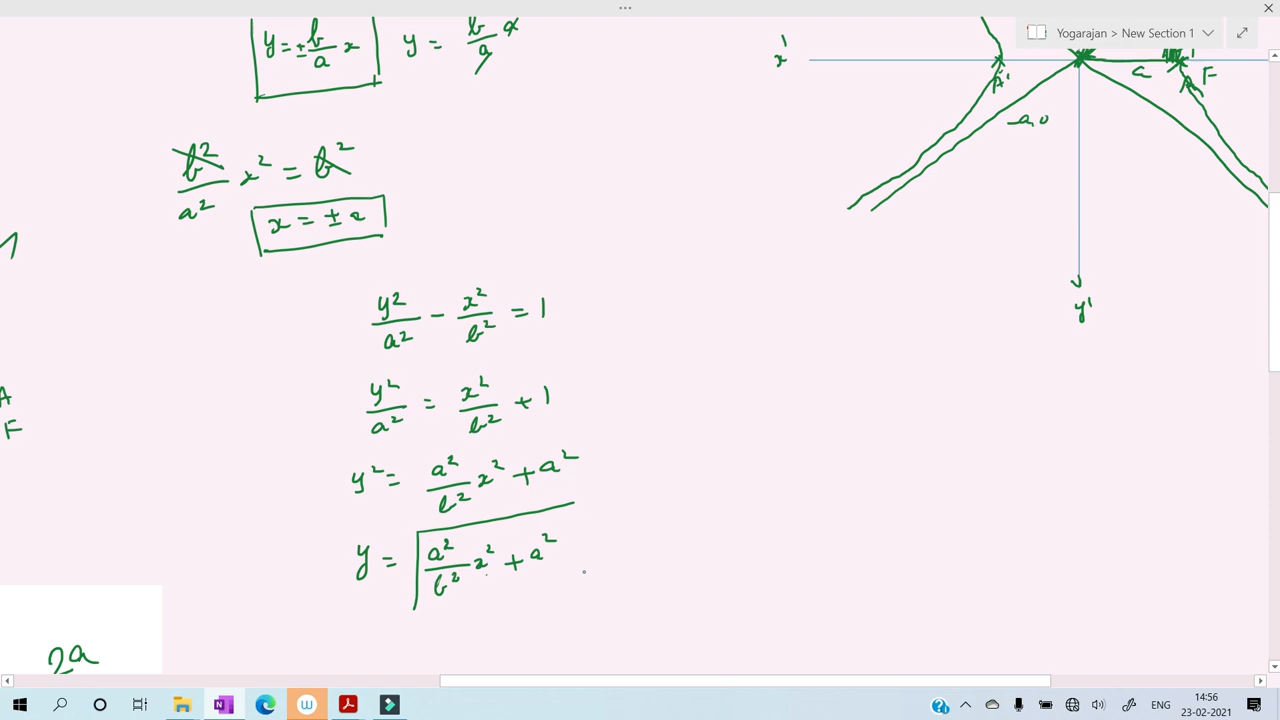 Yogarajan > New Section 1
y = ± b/a x    y = b/a x
x'
A'
a
F
-a, 0
b²/a² x² = b²
x = ± a
y²/a² - x²/b² = 1
y'
y²/a² = x²/b² + 1
A
F
y² = a²/b² x² + a²
y = √(a²/b² x² + a²)
2a
ENG
14:56
23-02-2021